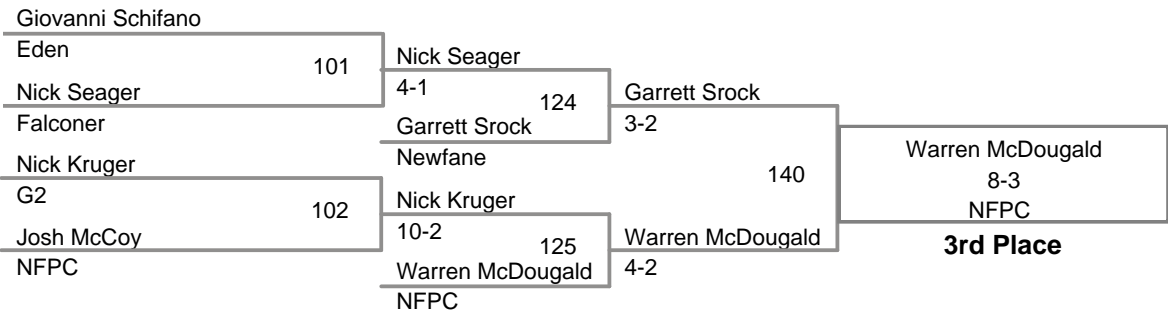 Giovanni Schifano
Eden
101
Nick Seager
Falconer
Nick Kruger
G2
102
Josh McCoy
NFPC
Nick Seager
4-1
124
Garrett Srock
Newfane
Nick Kruger
10-2
125
Warren McDougald
NFPC
Garrett Srock
3-2
140
Warren McDougald
4-2
Warren McDougald
8-3
NFPC
3rd Place